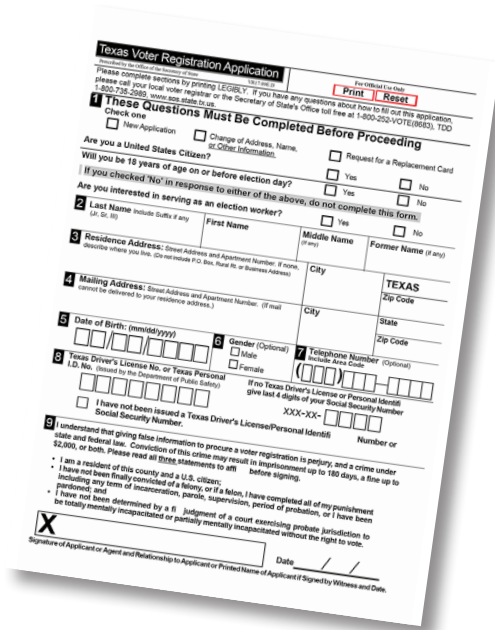 Texas Voter Registration Application
Prescribed by the Office of the Secretary of State
For Official Use Only
Print Reset
Please complete sections by printing LEGIBLY. If you have any questions about how to fill out this application,
please call your local voter registrar or the Secretary of State's Office toll free at 1-800-252-VOTE(8683), TDD
1-800-735-2989, www.sos.state.tx.us.
1 These Questions Must Be Completed Before Proceeding
Check one
New Application Change of Address, Name, Request for a Replacement Card
or Other Information
Are you a United States Citizen? Yes No
Will you be 18 years of age on or before election day? Yes No
If you checked 'No' in response to either of the above, do not complete this form.
Are you interested in serving as an election worker? Yes No
2 Last Name Include Suffix if any First Name Middle Name Former Name (if any)
(Jr, Sr, III) (if any)
3 Residence Address: Street Address and Apartment Number. If none, City TEXAS
describe where you live. (Do not include P.O. Box, Rural Rt. or Business Address) Zip Code
4 Mailing Address: Street Address and Apartment Number. (If mail City State
cannot be delivered to your residence address.) Zip Code
5 Date of Birth: (mm/dd/yyyy) 6 Gender (Optional) 7 Telephone Number (Optional)
Male Include Area Code
Female ( ) –
8 Texas Driver's License No. or Texas Personal If no Texas Driver's License or Personal Identifi
I.D. No. (Issued by the Department of Public Safety) give last 4 digits of your Social Security Number
XXX-XX-
I have not been issued a Texas Driver's License/Personal Identifi Number or
Social Security Number.
9 I understand that giving false information to procure a voter registration is perjury, and a crime under
state and federal law. Conviction of this crime may result in imprisonment up to 180 days, a fine up to
$2,000, or both. Please read all three statements to affi before signing.
• I am a resident of this county and a U.S. citizen;
• I have not been finally convicted of a felony, or if a felon, I have completed all of my punishment
including any term of incarceration, parole, supervision, period of probation, or I have been
pardoned; and
• I have not been determined by a fi judgment of a court exercising probate jurisdiction to
be totally mentally incapacitated or partially mentally incapacitated without the right to vote.
X
Date / /
Signature of Applicant or Agent and Relationship to Applicant or Printed Name of Applicant if Signed by Witness and Date.